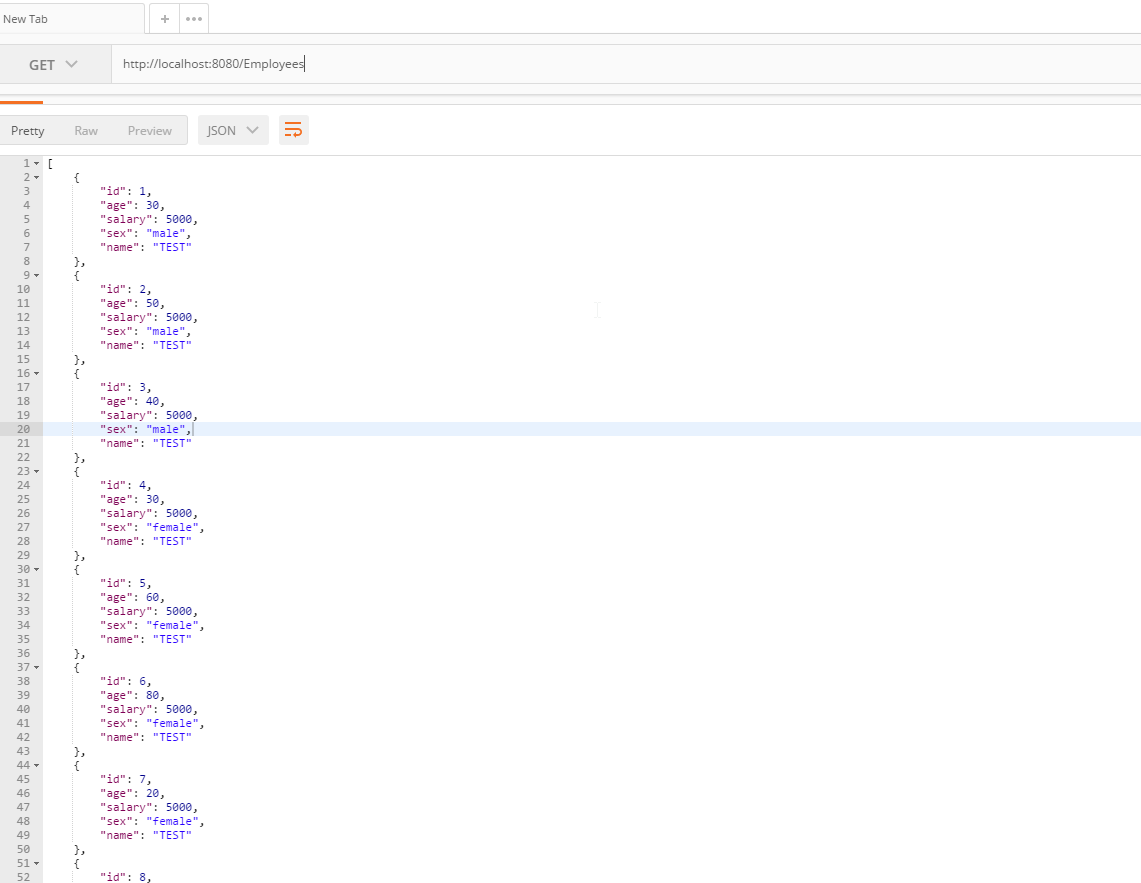 New Tab
GET http://localhost:8080/Employees
Pretty Raw Preview JSON
1 [
2 {
3 "id": 1,
4 "age": 30,
5 "salary": 5000,
6 "sex": "male",
7 "name": "TEST"
8 },
9 {
10 "id": 2,
11 "age": 50,
12 "salary": 5000,
13 "sex": "male",
14 "name": "TEST"
15 },
16 {
17 "id": 3,
18 "age": 40,
19 "salary": 5000,
20 "sex": "male",
21 "name": "TEST"
22 },
23 {
24 "id": 4,
25 "age": 30,
26 "salary": 5000,
27 "sex": "female",
28 "name": "TEST"
29 },
30 {
31 "id": 5,
32 "age": 60,
33 "salary": 5000,
34 "sex": "female",
35 "name": "TEST"
36 },
37 {
38 "id": 6,
39 "age": 80,
40 "salary": 5000,
41 "sex": "female",
42 "name": "TEST"
43 },
44 {
45 "id": 7,
46 "age": 20,
47 "salary": 5000,
48 "sex": "female",
49 "name": "TEST"
50 },
51 {
52 "id": 8,